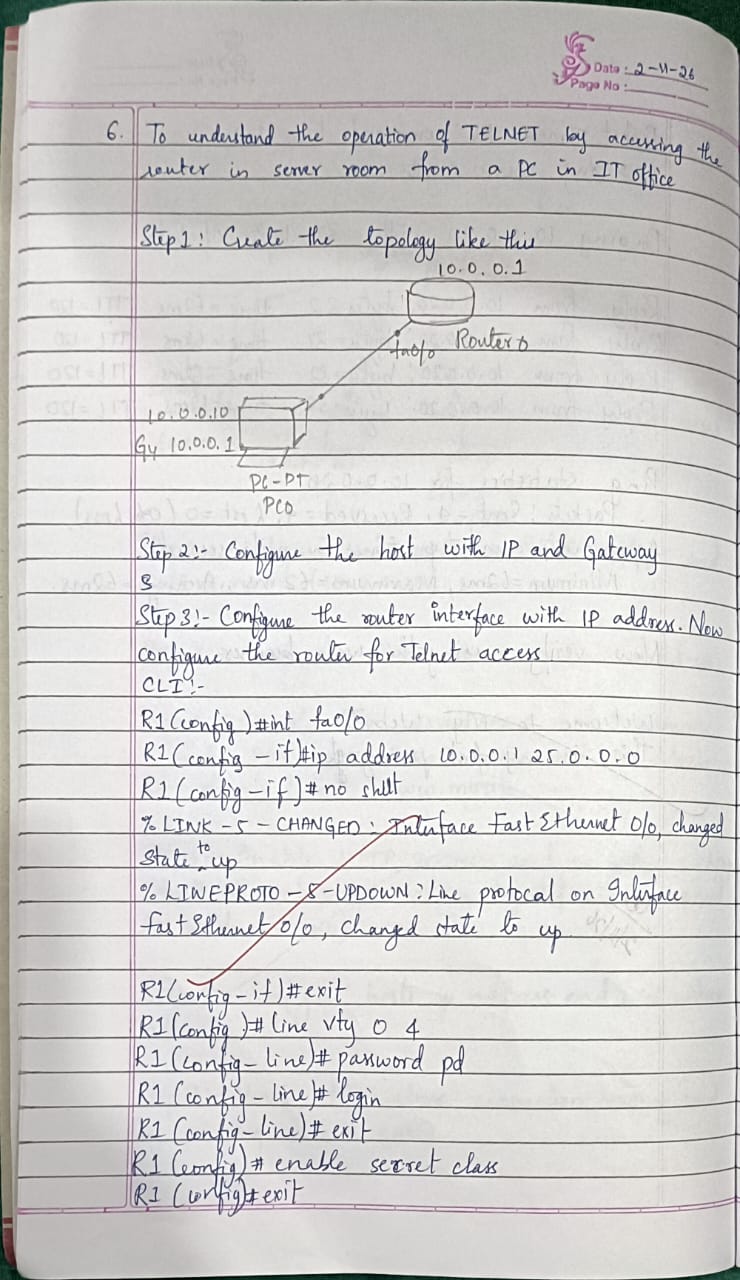 Date : 2-11-26
Page No :
6. To understand the operation of TELNET by accessing the
router in server room from a PC in IT office
Step 1: Create the topology like this
10.0.0.1
fa0/0 Router 0
10.0.0.10
Gy 10.0.0.1
PC-PT
PC0
Step 2:- Configure the host with IP and Gateway
S
Step 3:- Configure the router interface with IP address. Now
configure the router for Telnet access
CLI:-
R1(config)#int fa0/0
R1(config-if)#ip address 10.0.0.1 25.0.0.0
R1(config-if)# no shut
% LINK-5-CHANGED: Interface Fast Ethernet 0/0, changed
state to up
% LINEPROTO-5-UPDOWN: Line protocal on Interface
fast Ethernet 0/0, changed state to up.
R1(config-if)#exit
R1(config)# line vty 0 4
R1(config-line)# password pd
R1(config-line)# login
R1(config-line)# exit
R1(config)# enable secret class
R1(config)#exit